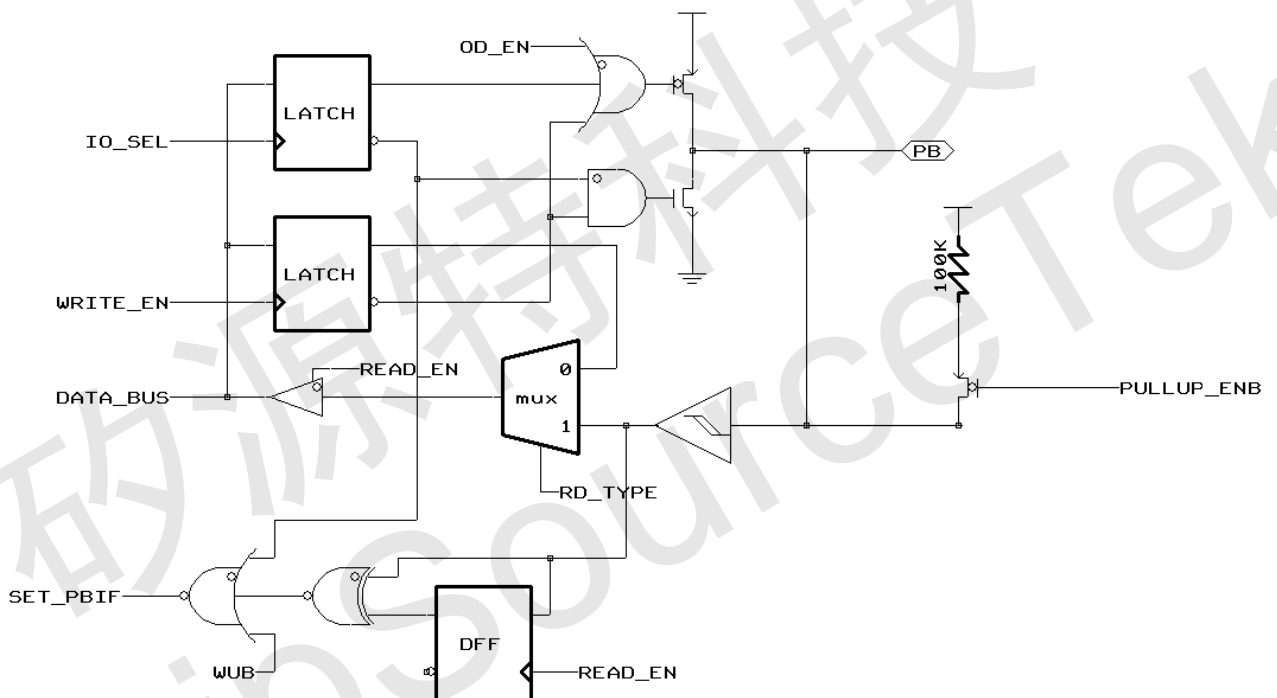 OD_EN
LATCH
IO_SEL
PB
LATCH
100K
WRITE_EN
READ_EN
0
DATA_BUS
mux
PULLUP_ENB
1
RD_TYPE
SET_PBIF
DFF
WUB
READ_EN
矽源特科技
ipSourceTek